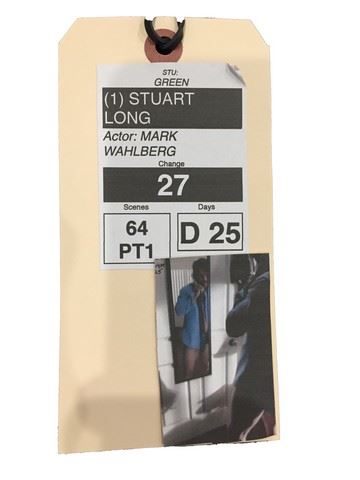 STU:
GREEN
(1) STUART
LONG
Actor: MARK
WAHLBERG
Change
27
Scenes
Days
64
PT1
D 25